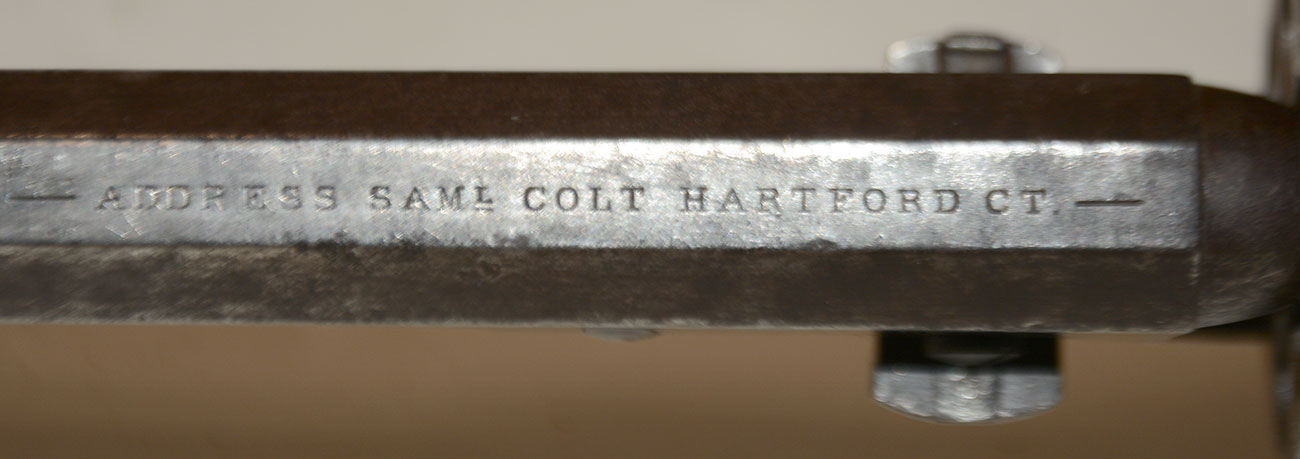 — ADDRESS SAMᴸ COLT HARTFORD CT. —